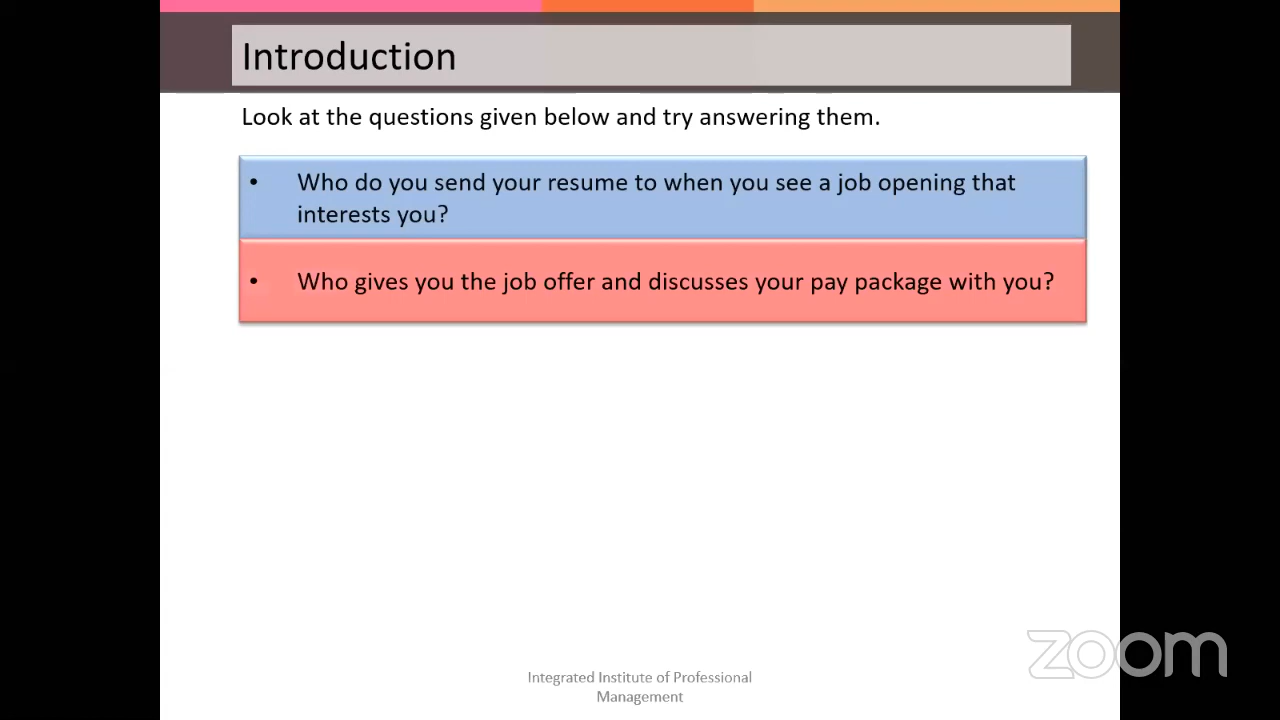 Introduction
Look at the questions given below and try answering them.
• Who do you send your resume to when you see a job opening that
interests you?
• Who gives you the job offer and discusses your pay package with you?
Integrated Institute of Professional
Management
zoom